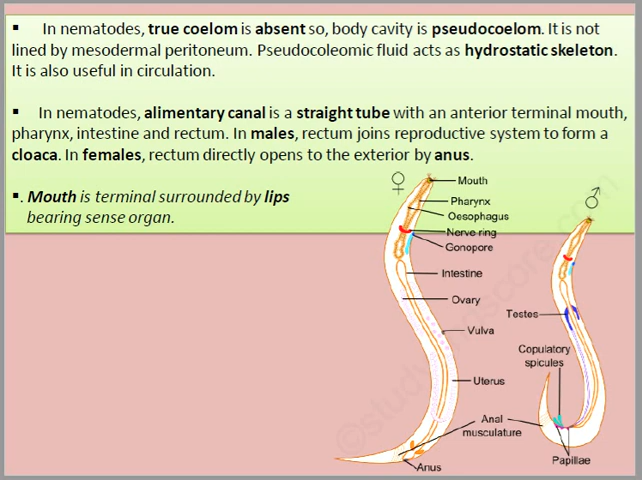 ▪ In nematodes, true coelom is absent so, body cavity is pseudocoelom. It is not
lined by mesodermal peritoneum. Pseudocoleomic fluid acts as hydrostatic skeleton.
It is also useful in circulation.
▪ In nematodes, alimentary canal is a straight tube with an anterior terminal mouth,
pharynx, intestine and rectum. In males, rectum joins reproductive system to form a
cloaca. In females, rectum directly opens to the exterior by anus.
▪. Mouth is terminal surrounded by lips
bearing sense organ.
♀
Mouth
Pharynx
Oesophagus
Nerve ring
Gonopore
Intestine
Ovary
Vulva
Uterus
Anal
musculature
Anus
♂
Testes
Copulatory
spicules
Papillae